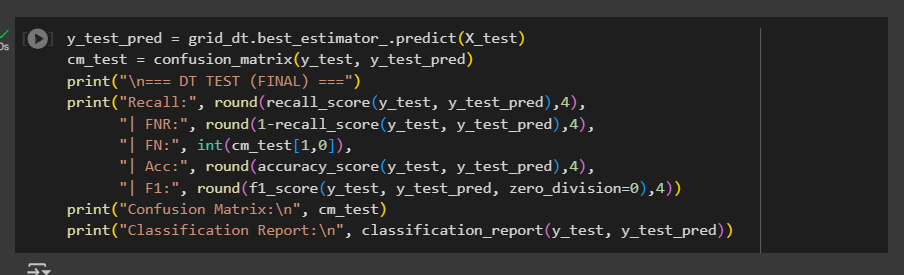 0s
y_test_pred = grid_dt.best_estimator_.predict(X_test)
cm_test = confusion_matrix(y_test, y_test_pred)
print("\n=== DT TEST (FINAL) ===")
print("Recall:", round(recall_score(y_test, y_test_pred),4),
      "| FNR:", round(1-recall_score(y_test, y_test_pred),4),
      "| FN:", int(cm_test[1,0]),
      "| Acc:", round(accuracy_score(y_test, y_test_pred),4),
      "| F1:", round(f1_score(y_test, y_test_pred, zero_division=0),4))
print("Confusion Matrix:\n", cm_test)
print("Classification Report:\n", classification_report(y_test, y_test_pred))